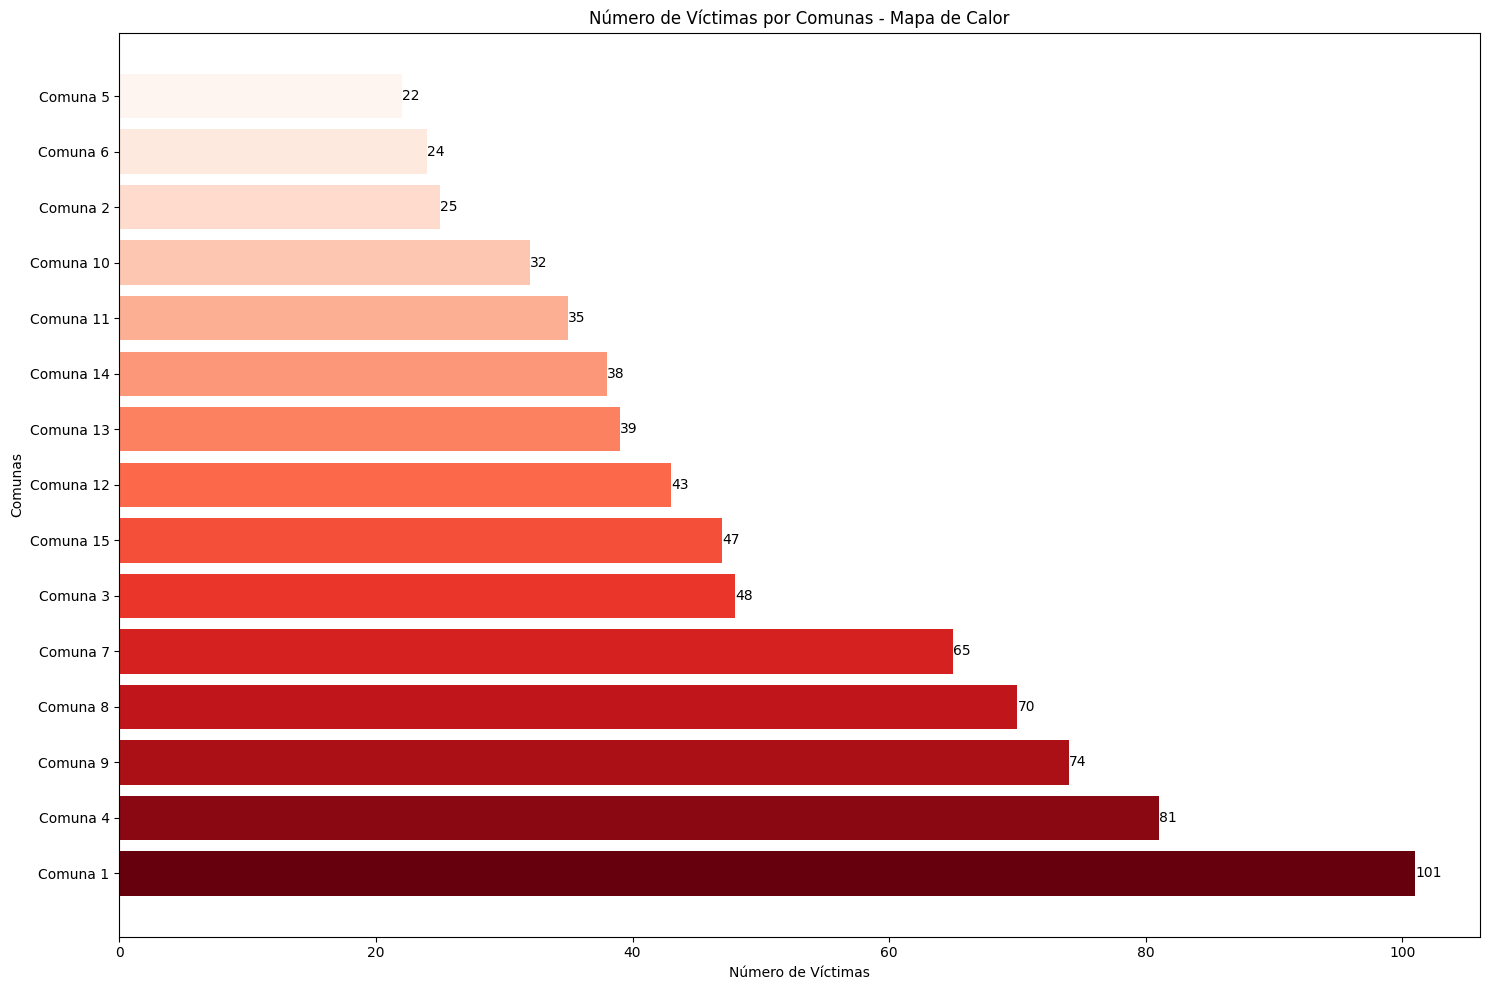 Número de Víctimas por Comunas - Mapa de Calor
Comuna 5 22
Comuna 6 24
Comuna 2 25
Comuna 10 32
Comuna 11 35
Comuna 14 38
Comuna 13 39
Comuna 12 43
Comuna 15 47
Comuna 3 48
Comuna 7 65
Comuna 8 70
Comuna 9 74
Comuna 4 81
Comuna 1 101
Comunas
0 20 40 60 80 100
Número de Víctimas